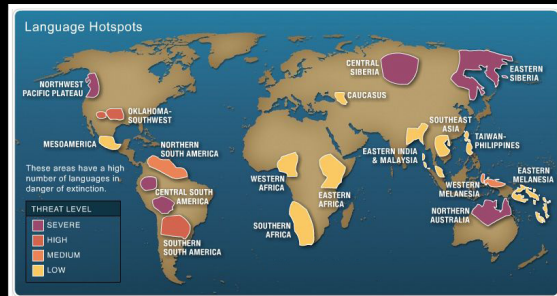 Language Hotspots
CENTRAL
SIBERIA
EASTERN
SIBERIA
NORTHWEST
PACIFIC PLATEAU
CAUCASUS
OKLAHOMA-
SOUTHWEST
SOUTHEAST
ASIA
TAIWAN-
PHILIPPINES
MESOAMERICA
NORTHERN
SOUTH AMERICA
EASTERN INDIA
& MALAYSIA
These areas have a high
number of languages in
danger of extinction.
WESTERN
AFRICA
EASTERN
AFRICA
WESTERN
MELANESIA
EASTERN
MELANESIA
CENTRAL SOUTH
AMERICA
THREAT LEVEL
SEVERE
HIGH
MEDIUM
LOW
SOUTHERN
AFRICA
NORTHERN
AUSTRALIA
SOUTHERN
SOUTH AMERICA